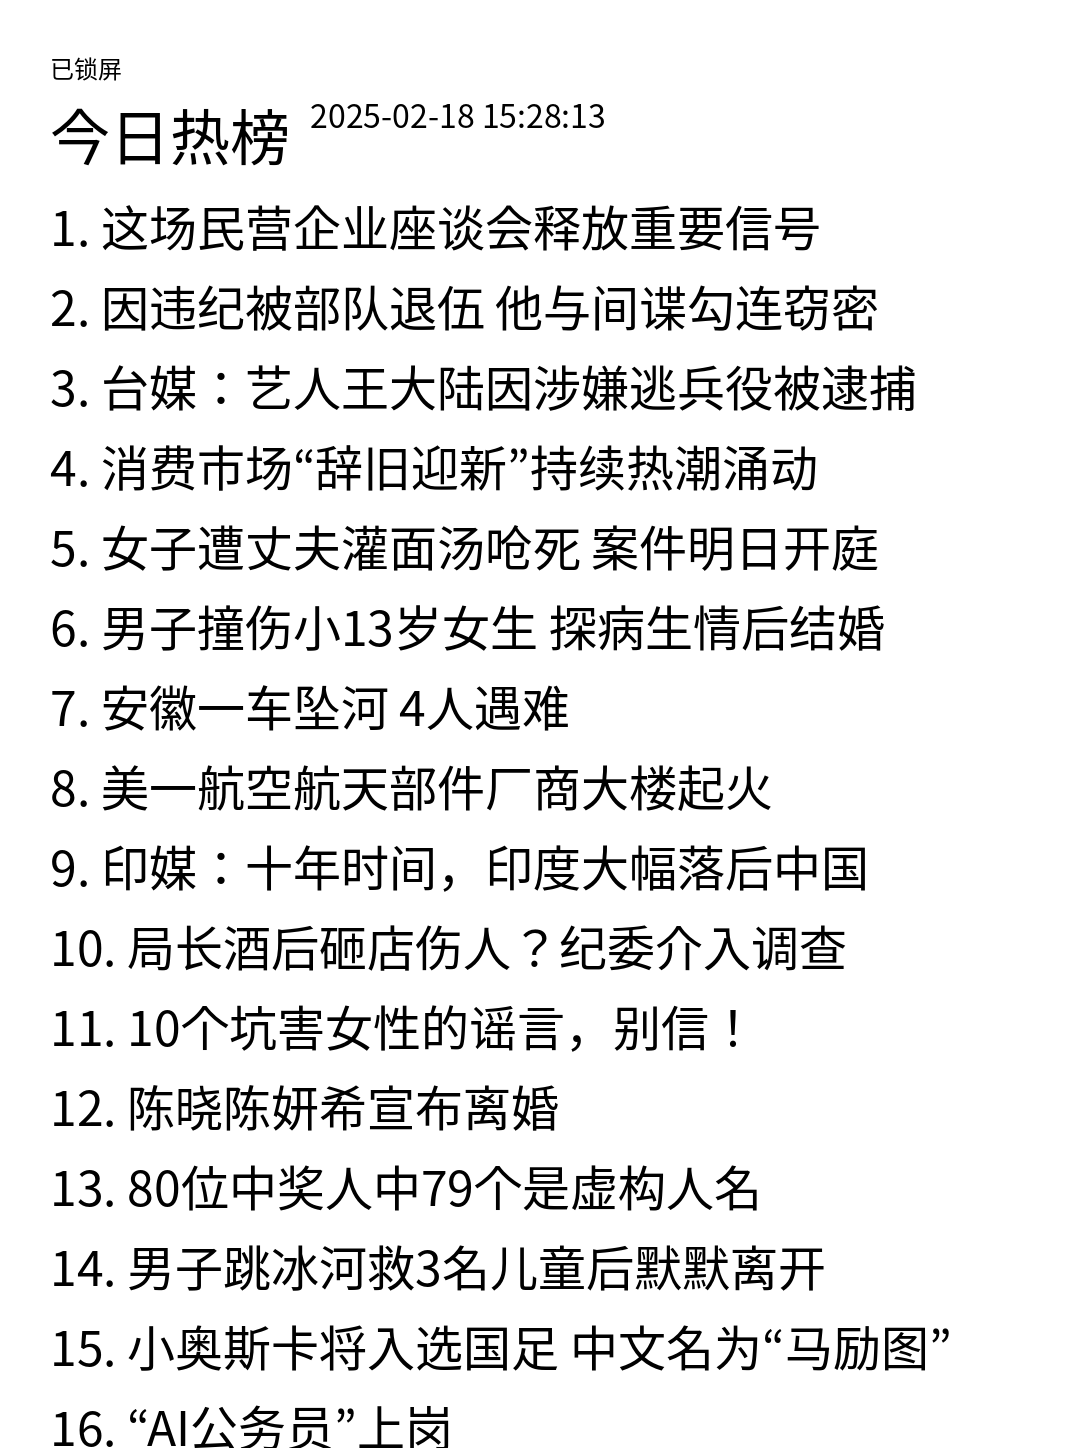 已锁屏
今日热榜 2025-02-18 15:28:13
1. 这场民营企业座谈会释放重要信号
2. 因违纪被部队退伍 他与间谍勾连窃密
3. 台媒：艺人王大陆因涉嫌逃兵役被逮捕
4. 消费市场“辞旧迎新”持续热潮涌动
5. 女子遭丈夫灌面汤呛死 案件明日开庭
6. 男子撞伤小13岁女生 探病生情后结婚
7. 安徽一车坠河 4人遇难
8. 美一航空航天部件厂商大楼起火
9. 印媒：十年时间，印度大幅落后中国
10. 局长酒后砸店伤人？纪委介入调查
11. 10个坑害女性的谣言，别信！
12. 陈晓陈妍希宣布离婚
13. 80位中奖人中79个是虚构人名
14. 男子跳冰河救3名儿童后默默离开
15. 小奥斯卡将入选国足 中文名为“马励图”
16. “AI公务员”上岗